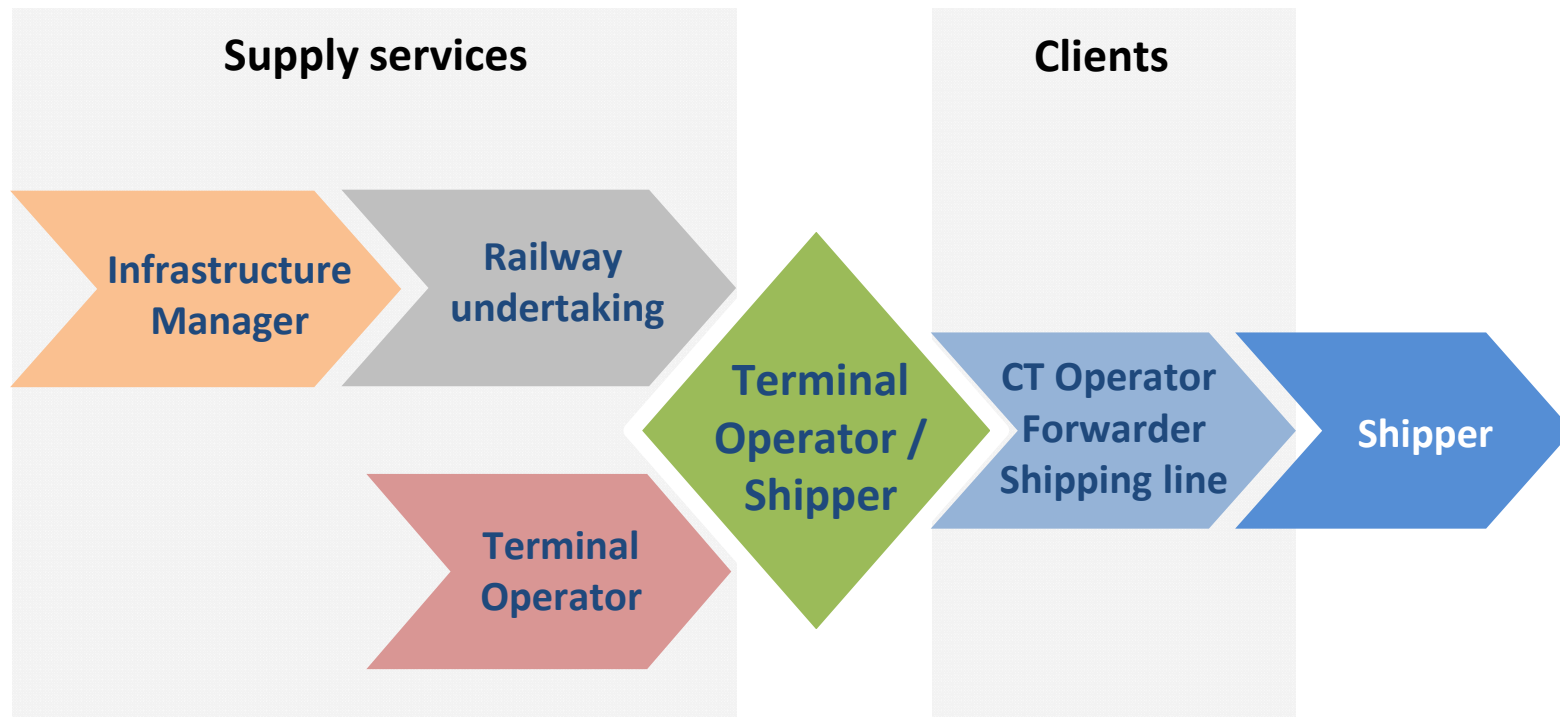 Supply services
Clients
Infrastructure
Manager
Railway
undertaking
Terminal
Operator
Terminal
Operator /
Shipper
CT Operator
Forwarder
Shipping line
Shipper